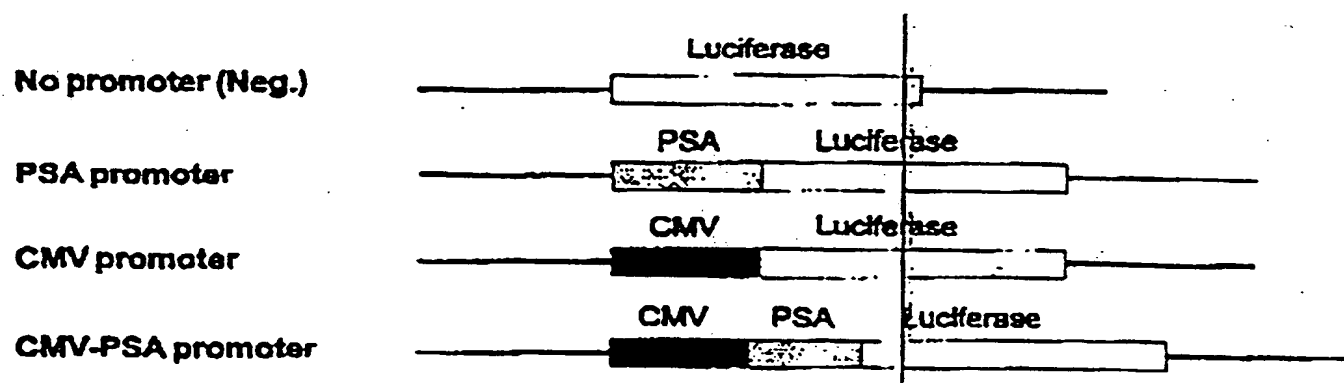 Luciferase
No promoter (Neg.)
PSA Luciferase
PSA promoter
CMV Luciferase
CMV promoter
CMV PSA Luciferase
CMV-PSA promoter